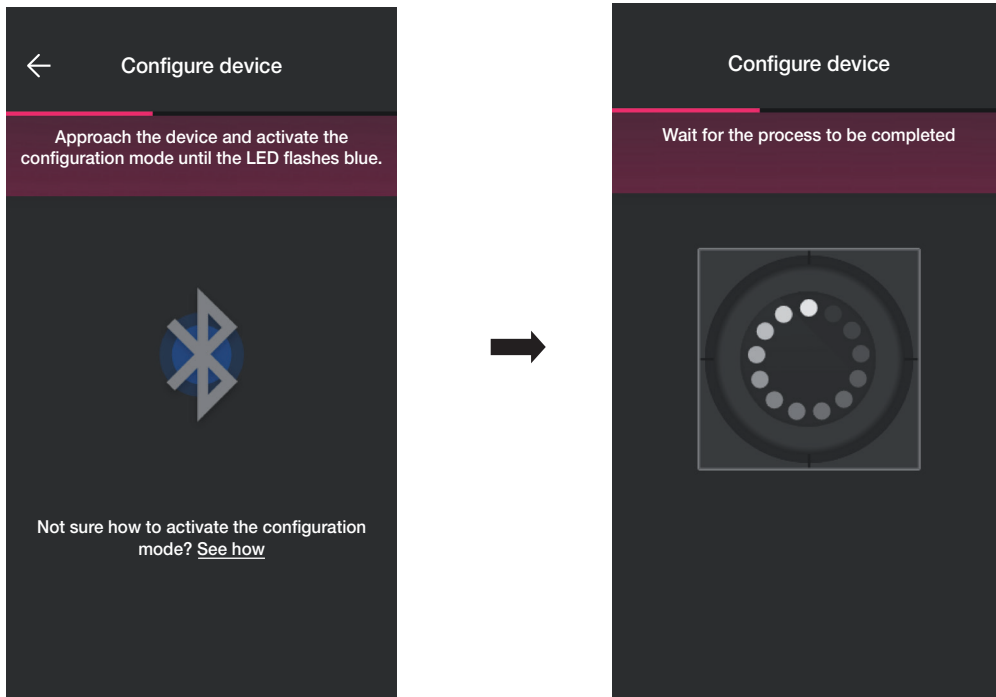 Configure device
Approach the device and activate the
configuration mode until the LED flashes blue.
Not sure how to activate the configuration
mode? See how
Configure device
Wait for the process to be completed